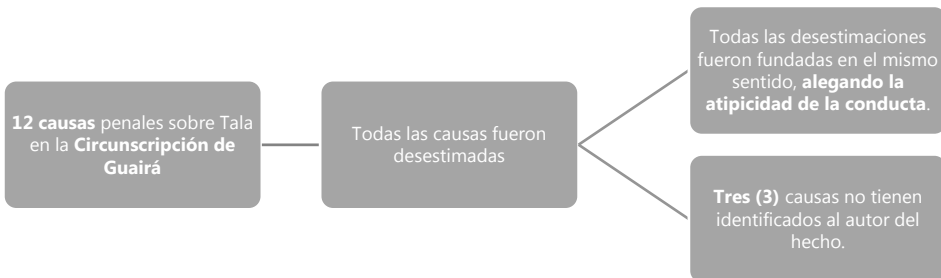 12 causas penales sobre Tala
en la Circunscripción de
Guairá
Todas las causas fueron
desestimadas
Todas las desestimaciones
fueron fundadas en el mismo
sentido, alegando la
atipicidad de la conducta.
Tres (3) causas no tienen
identificados al autor del
hecho.